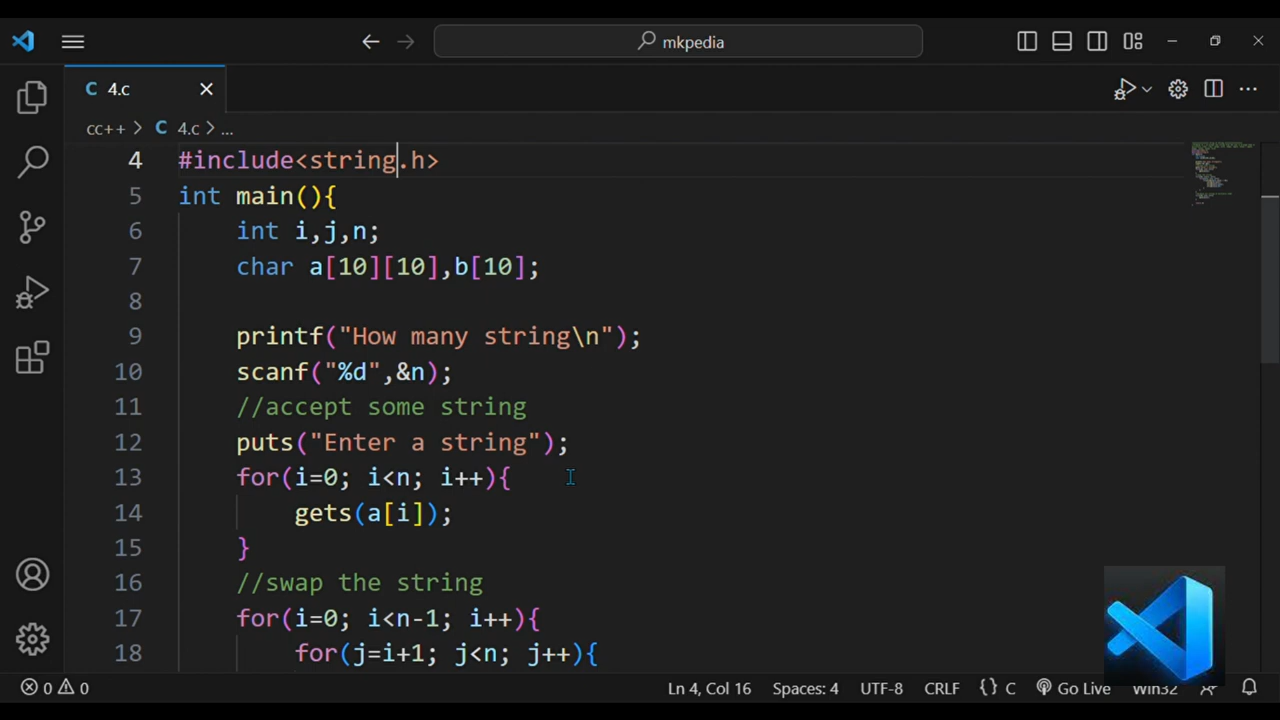 mkpedia
C 4.c
cc++ > C 4.c > ...
4 #include<string.h>
5 int main(){
6 int i,j,n;
7 char a[10][10],b[10];
8
9 printf("How many string\n");
10 scanf("%d",&n);
11 //accept some string
12 puts("Enter a string");
13 for(i=0; i<n; i++){
14 gets(a[i]);
15 }
16 //swap the string
17 for(i=0; i<n-1; i++){
18 for(j=i+1; j<n; j++){
0 0 Ln 4, Col 16 Spaces: 4 UTF-8 CRLF {} C Go Live Win32